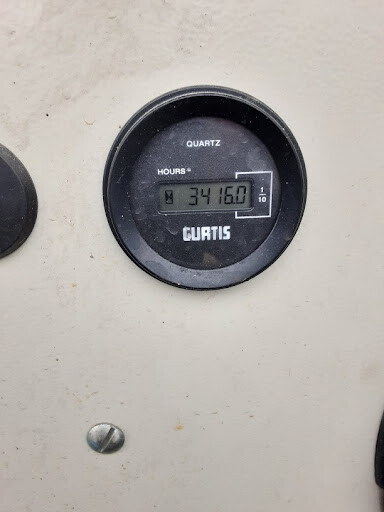 QUARTZ
HOURS
3416.0 1/10
CURTIS